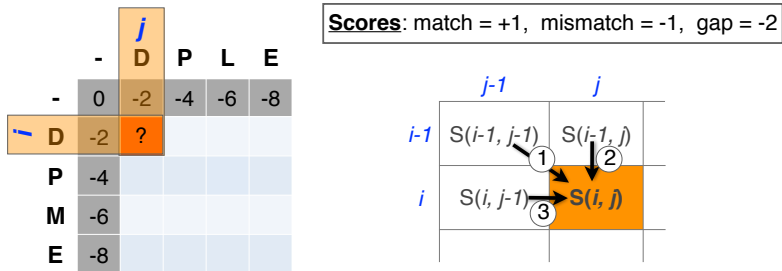 Scores: match = +1, mismatch = -1, gap = -2
j
- D P L E
- 0 -2 -4 -6 -8
i D -2 ?
P -4
M -6
E -8
j-1 j
i-1 S(i-1, j-1) S(i-1, j)
1 2
i S(i, j-1) S(i, j)
3